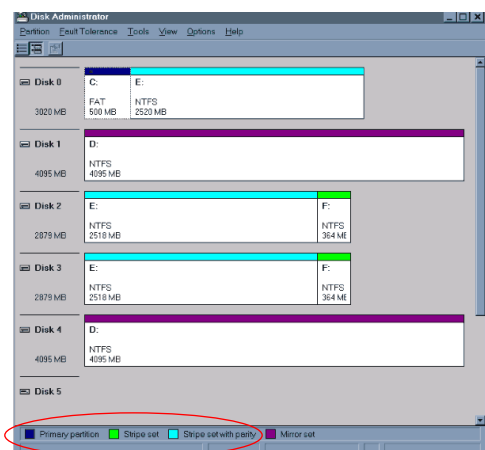 Disk Administrator
Partition Fault Tolerance Tools View Options Help
Disk 0 C: E:
FAT NTFS
3020 MB 500 MB 2520 MB
Disk 1 D:
NTFS
4095 MB 4095 MB
Disk 2 E: F:
NTFS NTFS
2879 MB 2518 MB 364 ME
Disk 3 E: F:
NTFS NTFS
2879 MB 2518 MB 364 ME
Disk 4 D:
NTFS
4095 MB 4095 MB
Disk 5
Primary partition Stripe set Stripe set with parity Mirror set